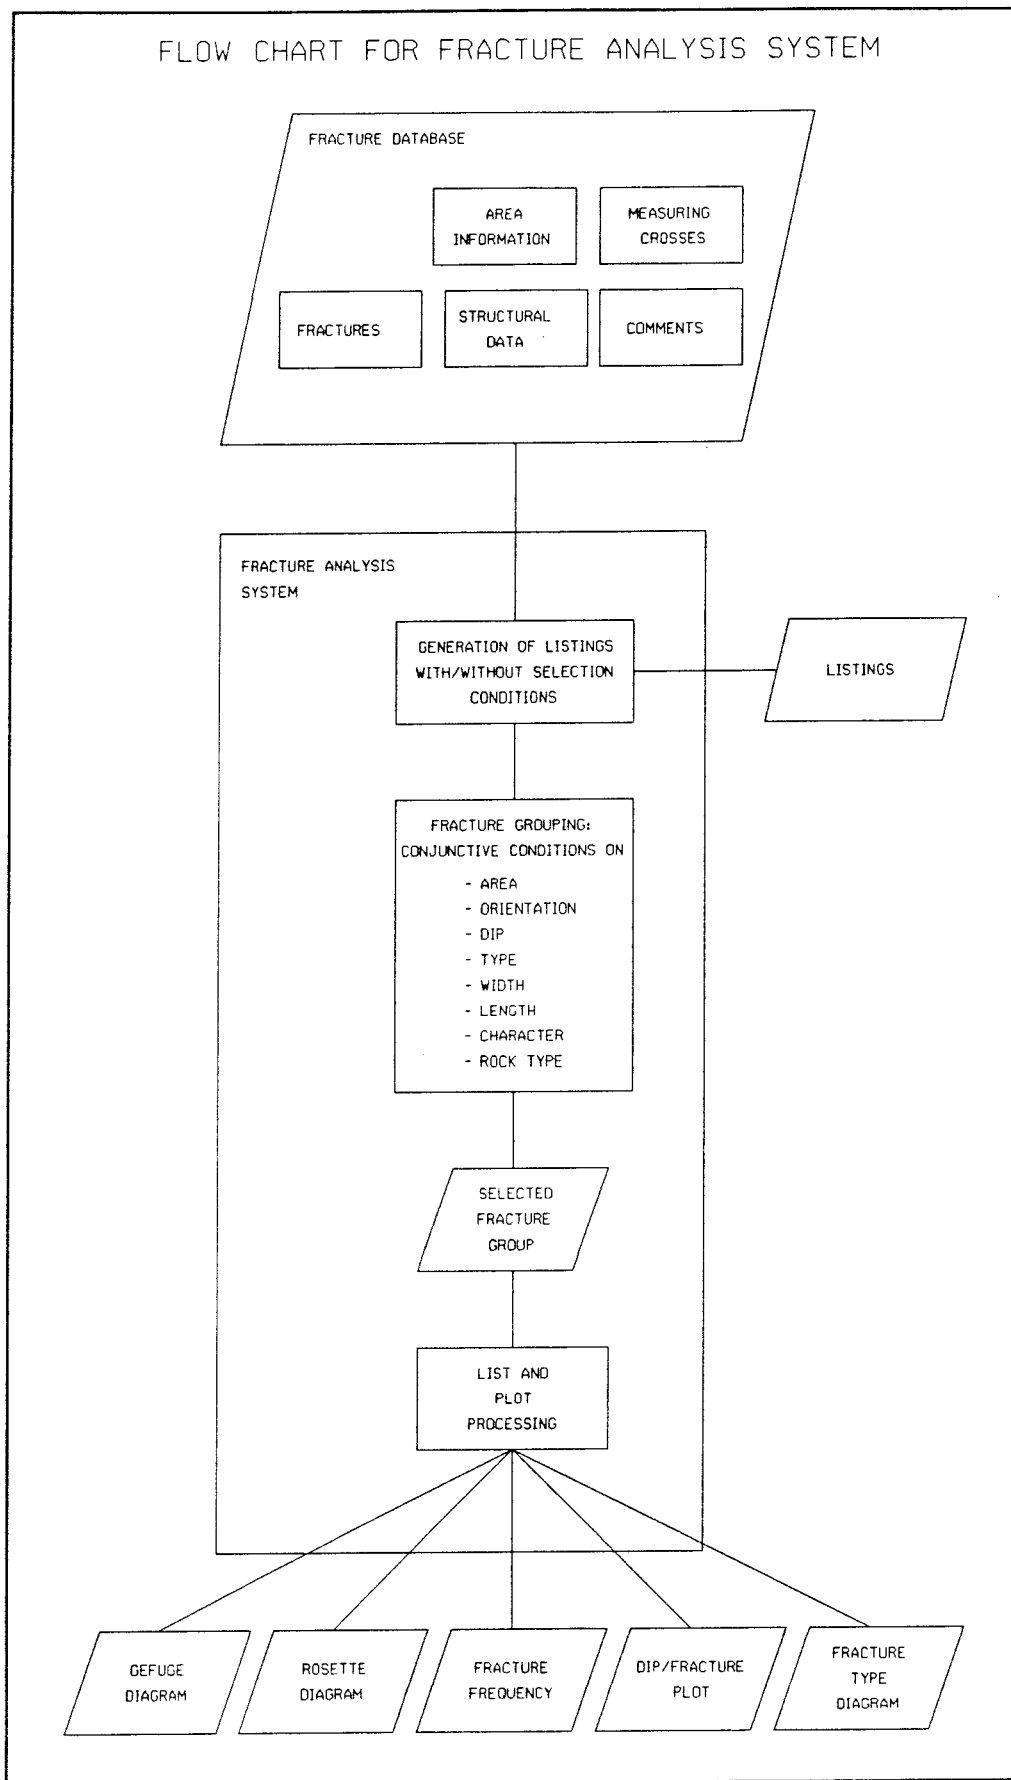 FLOW CHART FOR FRACTURE ANALYSIS SYSTEM
FRACTURE DATABASE
AREA
INFORMATION
MEASURING
CROSSES
FRACTURES
STRUCTURAL
DATA
COMMENTS
FRACTURE ANALYSIS
SYSTEM
GENERATION OF LISTINGS
WITH/WITHOUT SELECTION
CONDITIONS
LISTINGS
FRACTURE GROUPING:
CONJUNCTIVE CONDITIONS ON
- AREA
- ORIENTATION
- DIP
- TYPE
- WIDTH
- LENGTH
- CHARACTER
- ROCK TYPE
SELECTED
FRACTURE
GROUP
LIST AND
PLOT
PROCESSING
GEFUGE
DIAGRAM
ROSETTE
DIAGRAM
FRACTURE
FREQUENCY
DIP/FRACTURE
PLOT
FRACTURE
TYPE
DIAGRAM